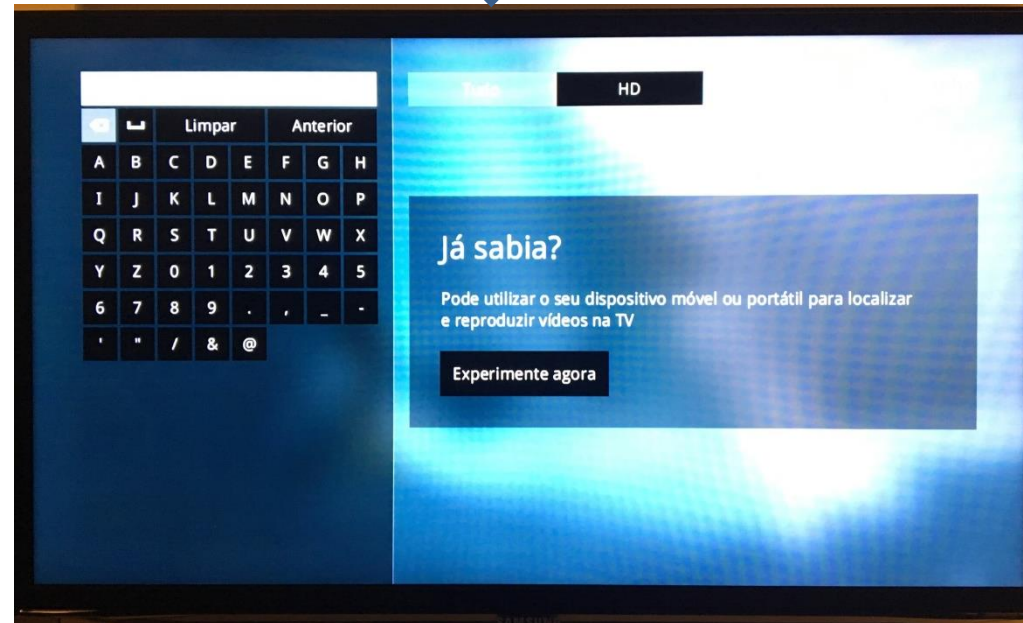 Tudo HD
Limpar Anterior
A B C D E F G H
I J K L M N O P
Q R S T U V W X
Y Z 0 1 2 3 4 5
6 7 8 9 . , _ -
' " / & @
Já sabia?
Pode utilizar o seu dispositivo móvel ou portátil para localizar
e reproduzir vídeos na TV
Experimente agora